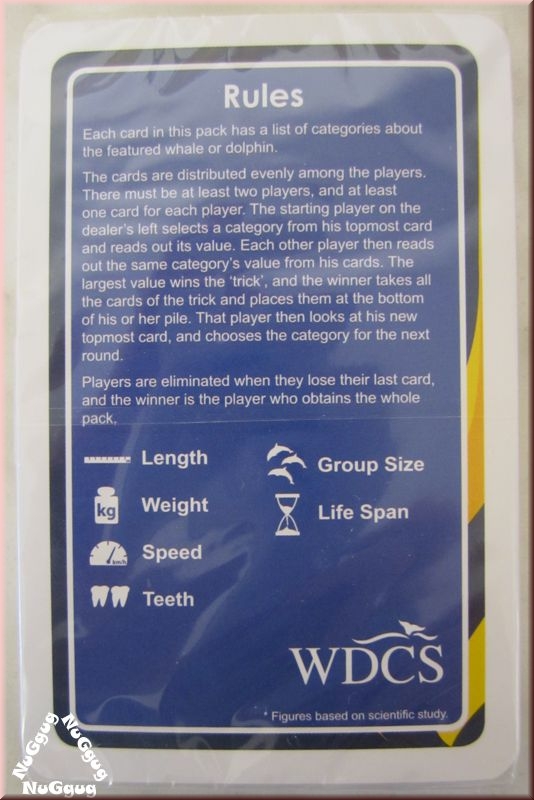 Rules
Each card in this pack has a list of categories about
the featured whale or dolphin.
The cards are distributed evenly among the players.
There must be at least two players, and at least
one card for each player. The starting player on the
dealer's left selects a category from his topmost card
and reads out its value. Each other player then reads
out the same category's value from his cards. The
largest value wins the 'trick', and the winner takes all
the cards of the trick and places them at the bottom
of his or her pile. That player then looks at his new
topmost card, and chooses the category for the next
round.
Players are eliminated when they lose their last card,
and the winner is the player who obtains the whole
pack.
Length
kg Weight
km/h Speed
Teeth
Group Size
Life Span
WDCS
* Figures based on scientific study.
NuGgug NuGgug
NuGgug